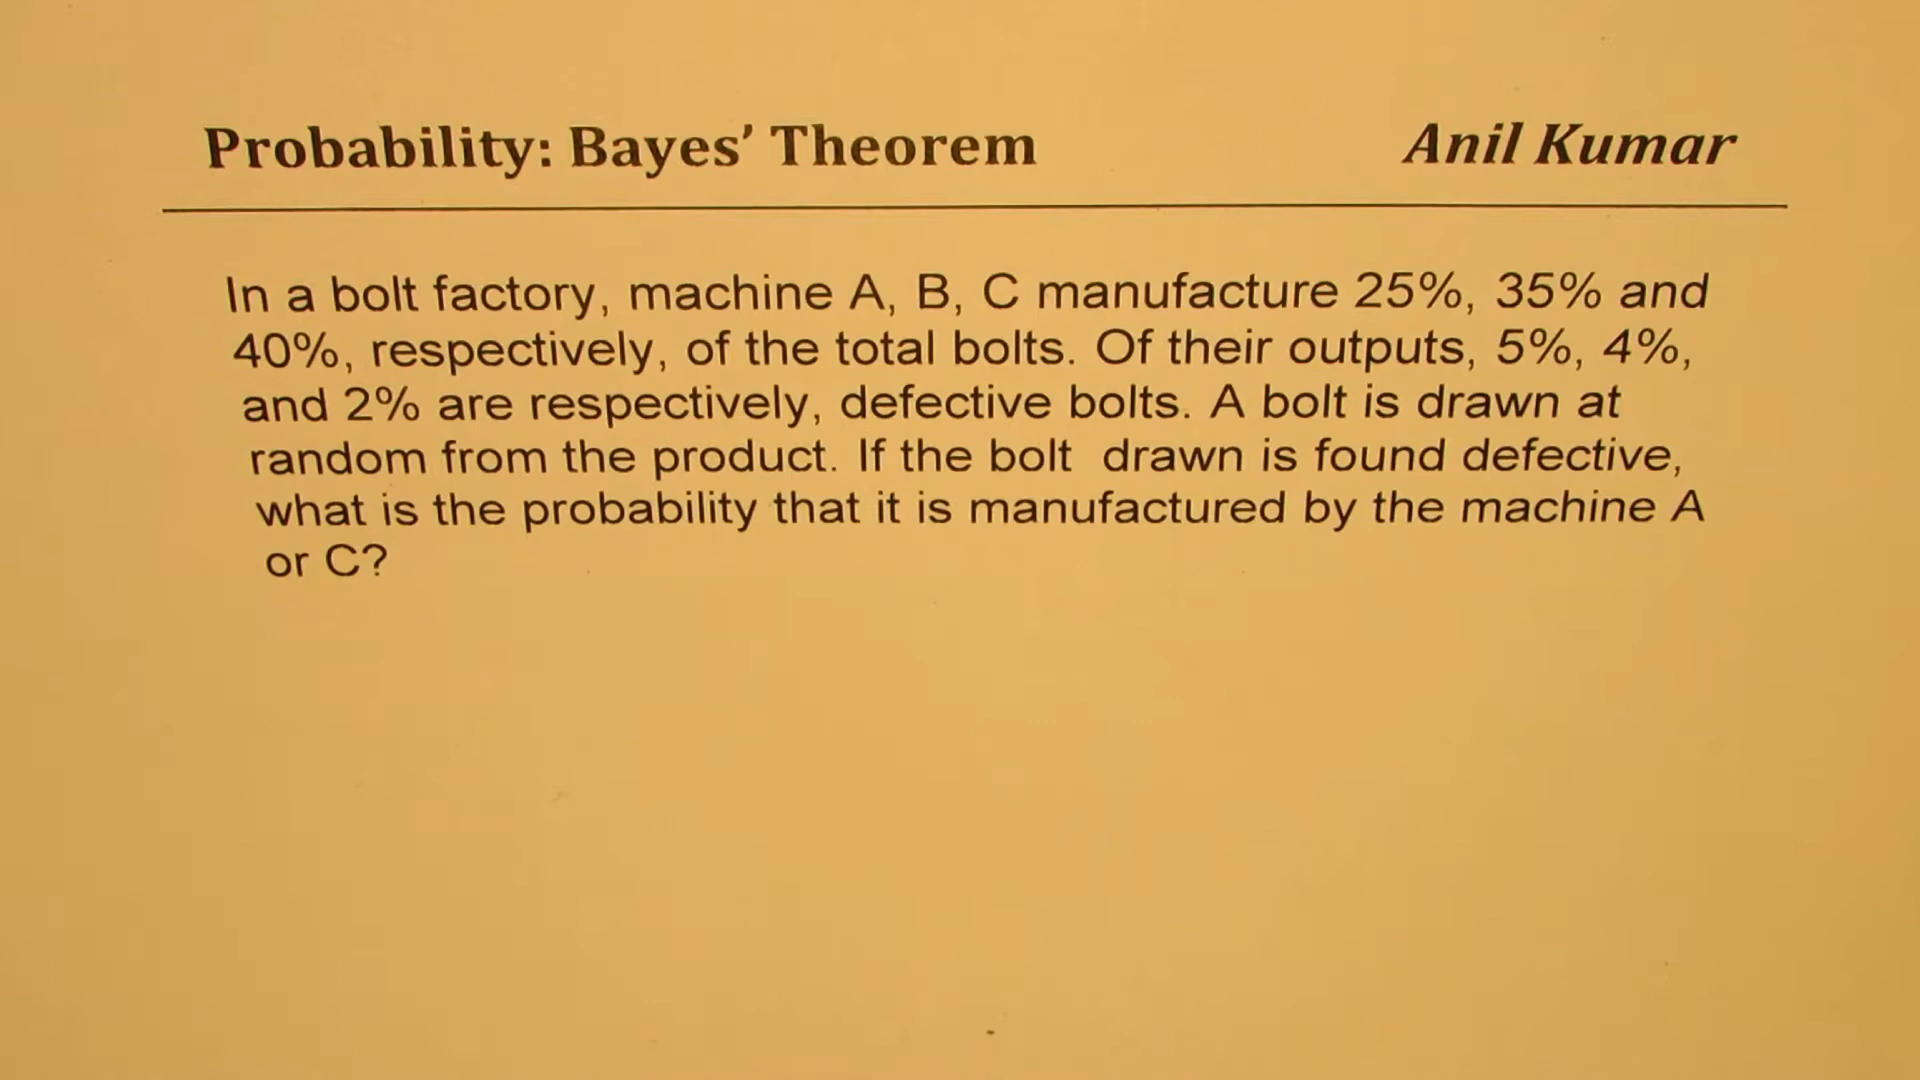 Probability: Bayes’ Theorem Anil Kumar
In a bolt factory, machine A, B, C manufacture 25%, 35% and
40%, respectively, of the total bolts. Of their outputs, 5%, 4%,
and 2% are respectively, defective bolts. A bolt is drawn at
random from the product. If the bolt drawn is found defective,
what is the probability that it is manufactured by the machine A
or C?